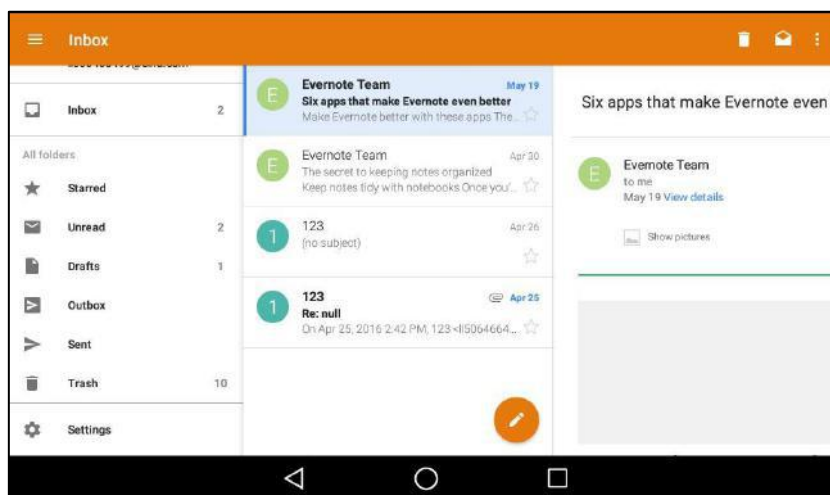 Inbox
Inbox 2
All folders
Starred
Unread 2
Drafts 1
Outbox
Sent
Trash 10
Settings
E
Evernote Team May 19
Six apps that make Evernote even better
Make Evernote better with these apps The...
E
Evernote Team Apr 30
The secret to keeping notes organized
Keep notes tidy with notebooks Once you'...
1
123 Apr 26
(no subject)
1
123 Apr 25
Re: null
On Apr 25, 2016 2:42 PM, 123 <li5064664...
Six apps that make Evernote even
E
Evernote Team
to me
May 19 View details
Show pictures